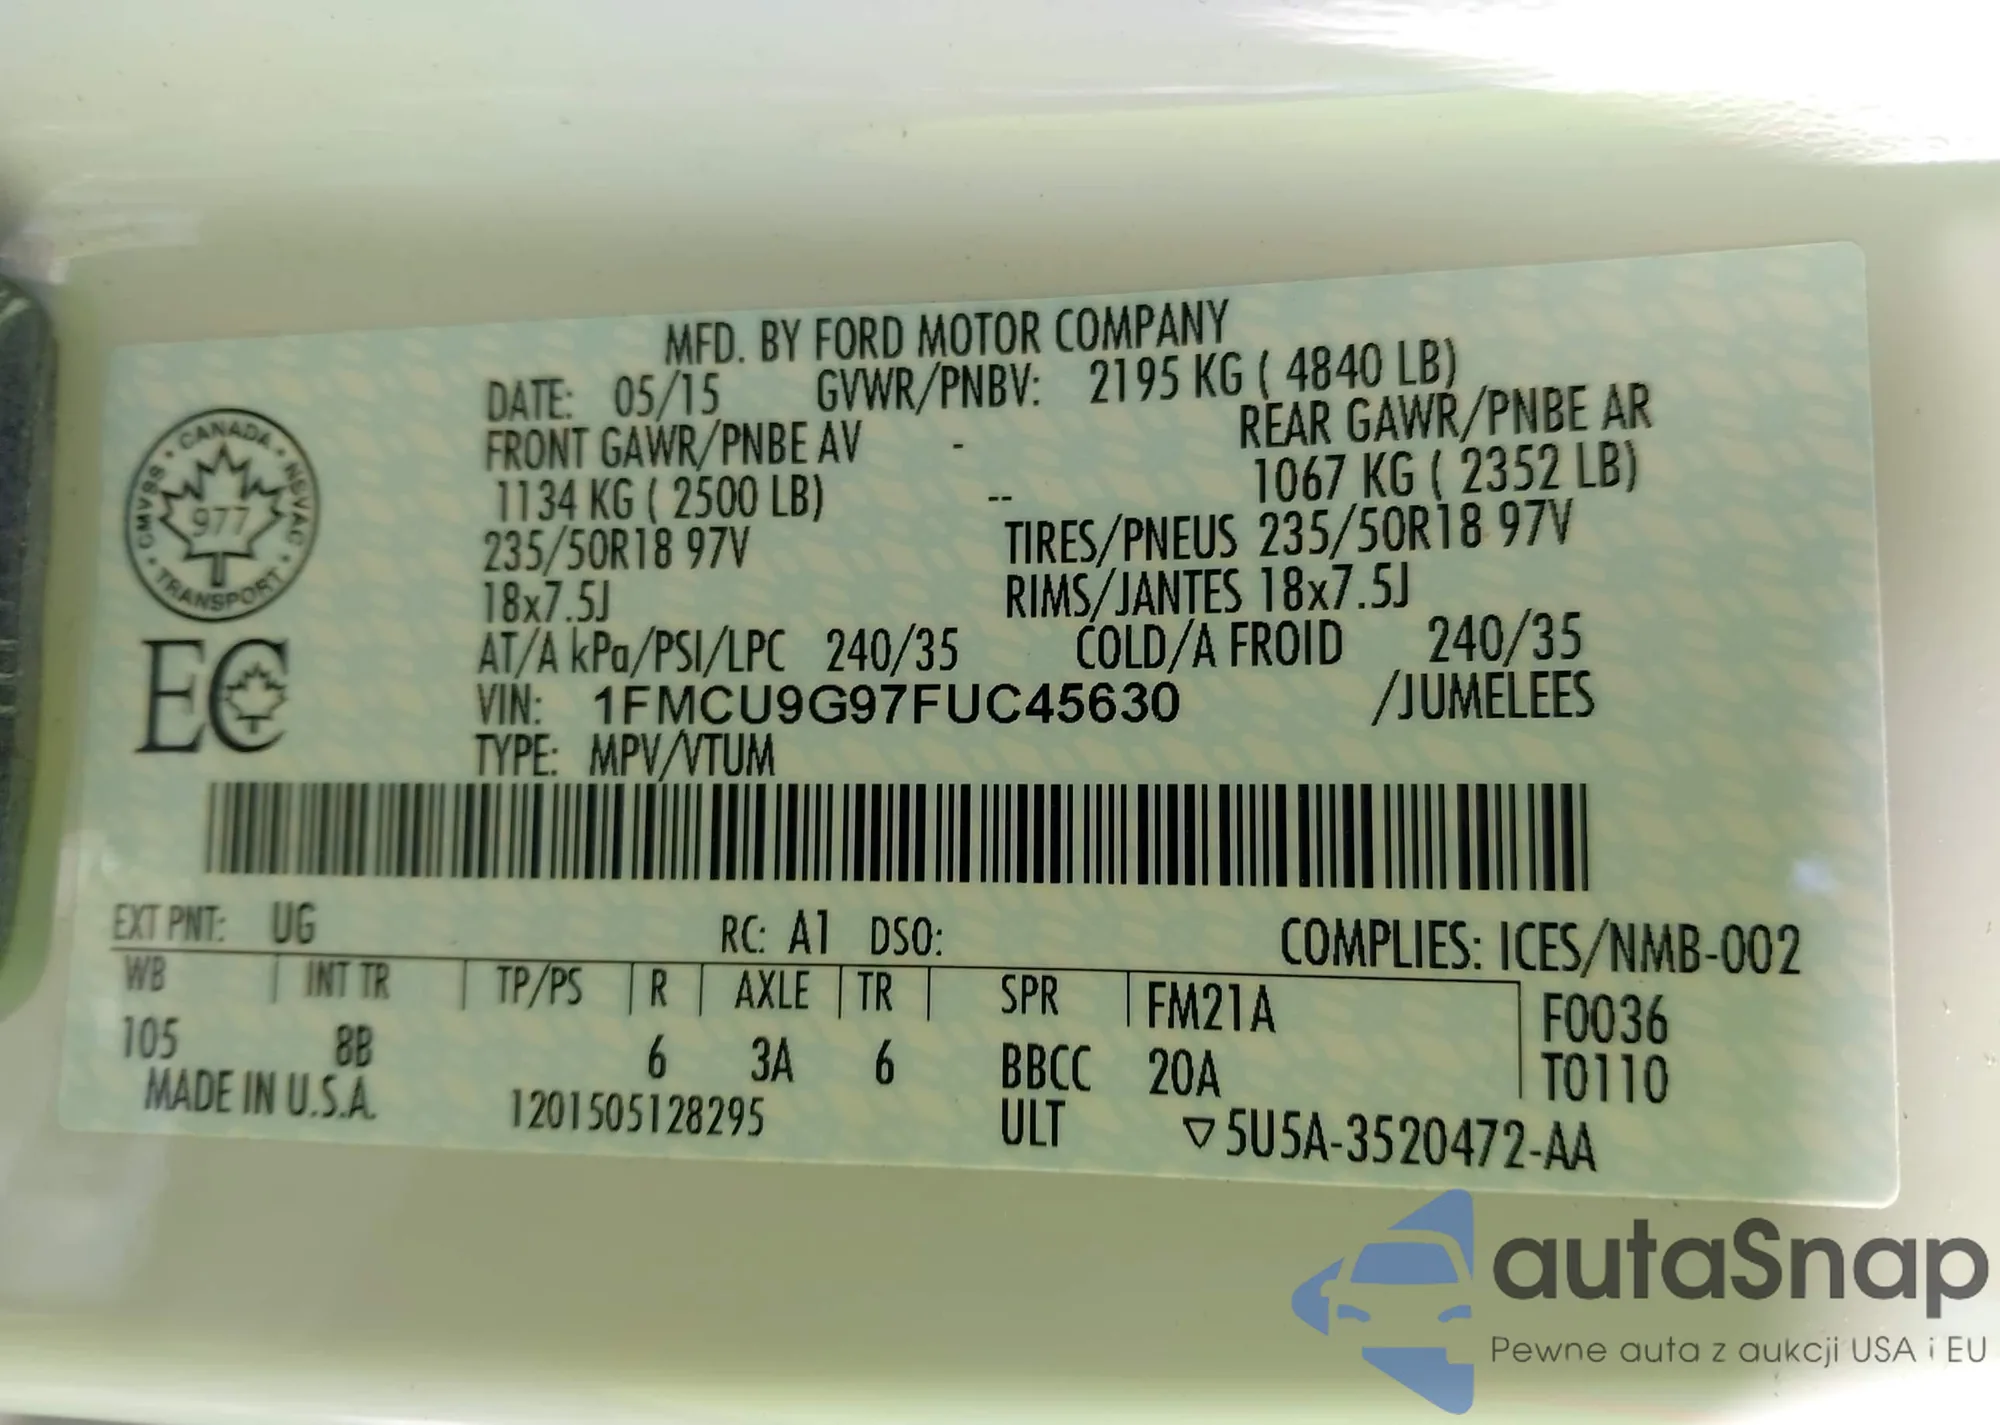 MFD. BY FORD MOTOR COMPANY
DATE: 05/15 GVWR/PNBV: 2195 KG ( 4840 LB)
FRONT GAWR/PNBE AV - REAR GAWR/PNBE AR
1134 KG ( 2500 LB) -- 1067 KG ( 2352 LB)
235/50R18 97V TIRES/PNEUS 235/50R18 97V
18x7.5J RIMS/JANTES 18x7.5J
AT/A kPa/PSI/LPC 240/35 COLD/A FROID 240/35
VIN: 1FMCU9G97FUC45630 /JUMELEES
TYPE: MPV/VTUM
CANADA
NSVAC
TRANSPORT
CMVSS
977
EC
EXT PNT: UG RC: A1 DSO: COMPLIES: ICES/NMB-002
WB | INT TR | TP/PS | R | AXLE | TR | SPR | FM21A F0036
105 8B 6 3A 6 BBCC 20A T0110
MADE IN U.S.A. 1201505128295 ULT ▽5U5A-3520472-AA
autaSnap
Pewne auta z aukcji USA i EU